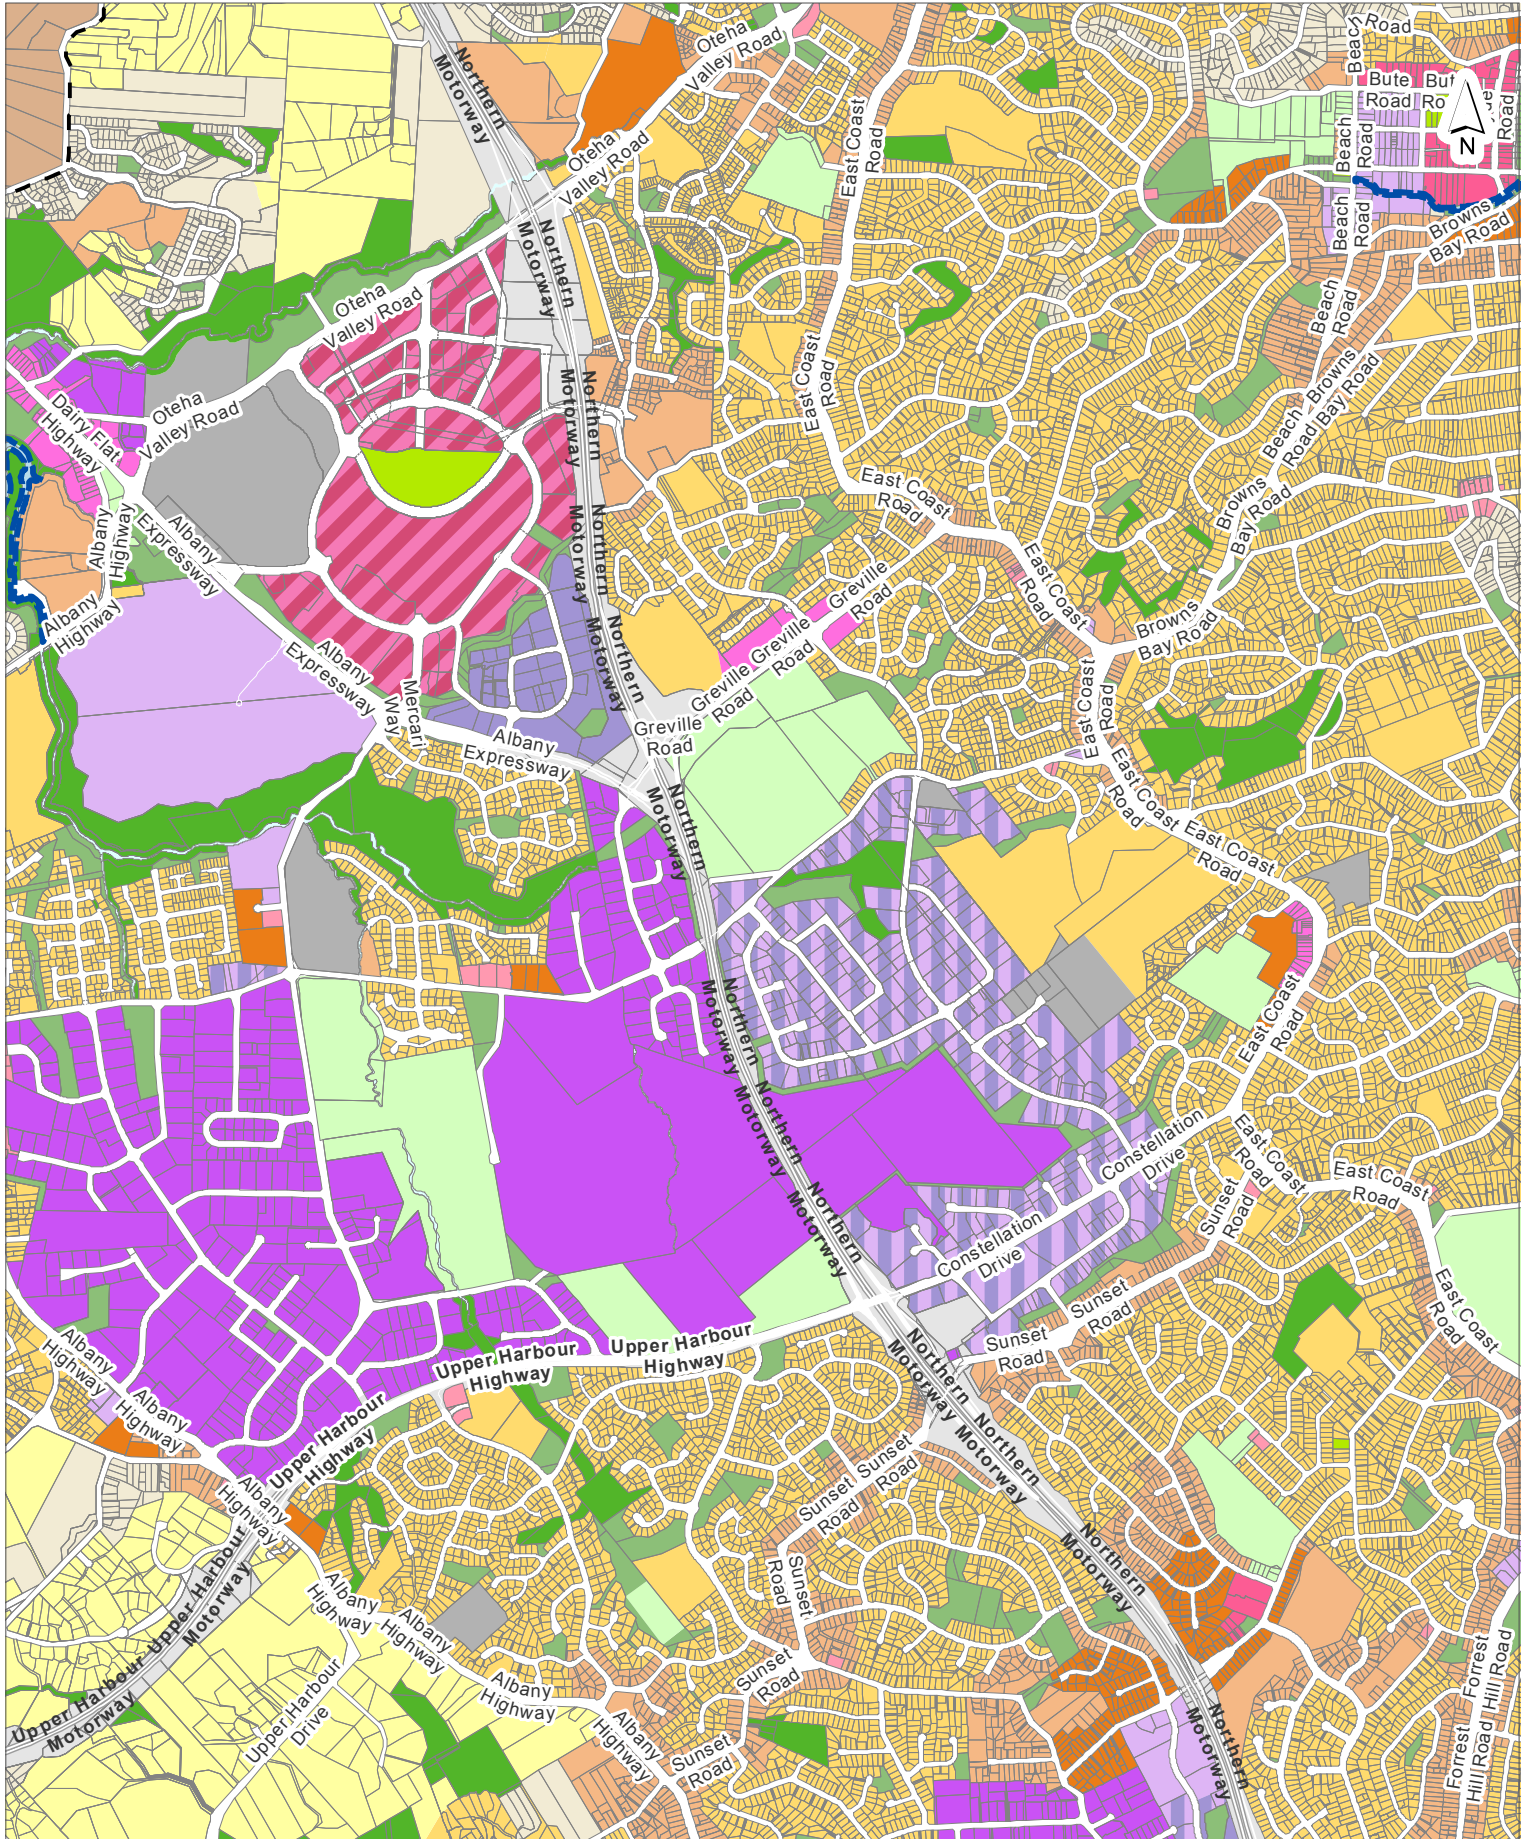 Oteha
Valley Road
Beach Road
Northern
Motorway
Bute
Road
But
Ro
Road
East Coast
Road
Beach
Road
N
Oteha
Valley Road
Beach
Road
Browns
Bay Road
Northern
Motorway
Oteha
Valley Road
Beach
Road
East Coast
Road
Northern
Motorway
Beach
Road
Browns
Bay Road
Dairy Flat
Highway
Oteha
Valley Road
East Coast
Road
Browns
Bay Road
Albany
Highway
Albany
Expressway
Northern
Motorway
East Coast
Road
Greville
Road
Albany
Highway
Browns
Bay Road
Albany
Expressway
Northern
Motorway
Greville
Road
Greville
Road
Mercari
Way
East Coast
Road
Greville
Road
Albany
Expressway
East Coast
Road
Northern
Motorway
East Coast
Road
East Coast
Road
Northern
Motorway
Northern
Motorway
Constellation
Drive
East Coast
Road
East Coast
Road
Sunset
Road
Northern
Motorway
Constellation
Drive
Sunset
Road
East Coast
Road
Sunset
Road
Upper Harbour
Highway
Upper Harbour
Highway
Albany
Highway
Northern
Motorway
Albany
Highway
Upper Harbour
Highway
Northern
Motorway
Sunset
Road
Sunset
Road
Albany
Highway
Northern
Motorway
Upper Harbour
Motorway
Sunset
Road
Albany
Highway
Albany
Highway
Upper Harbour
Motorway
Upper Harbour
Drive
Albany
Highway
Sunset
Road
Forrest
Hill Road
Albany
Highway
Sunset
Road
Northern
Motorway
Forrest
Hill Road